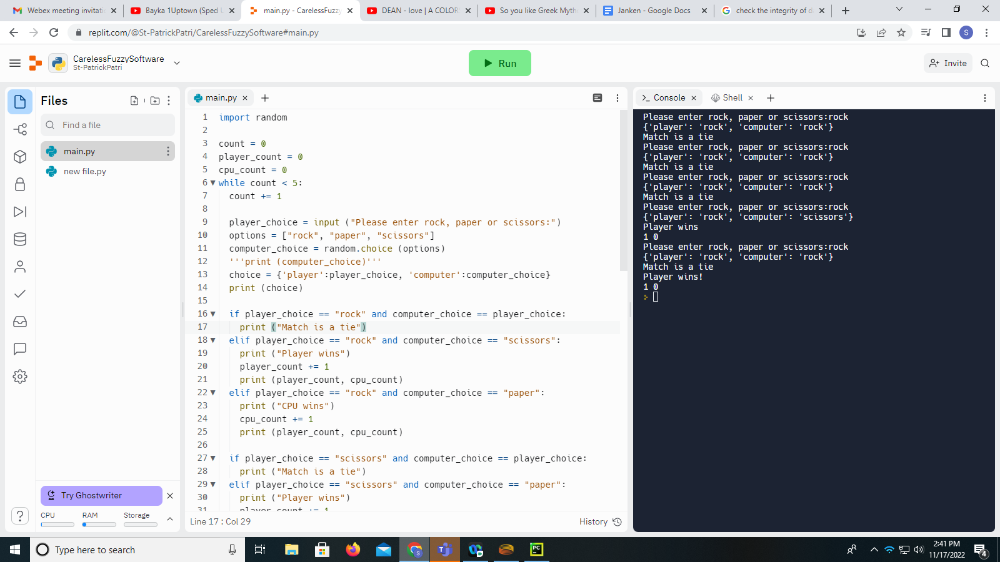 Webex meeting invitati
Bayka 1Uptown (Sped U
main.py - CarelessFuzzy
DEAN - love | A COLOR
So you like Greek Myth
Janken - Google Docs
check the integrity of d
replit.com/@St-PatrickPatri/CarelessFuzzySoftware#main.py
S
CarelessFuzzySoftware
St-PatrickPatri
Run
Invite
Files
Find a file
main.py
new file.py
Try Ghostwriter
CPU RAM Storage
main.py
1 import random
2
3 count = 0
4 player_count = 0
5 cpu_count = 0
6 while count < 5:
7 count += 1
8
9 player_choice = input ("Please enter rock, paper or scissors:")
10 options = ["rock", "paper", "scissors"]
11 computer_choice = random.choice (options)
12 '''print (computer_choice)'''
13 choice = {'player':player_choice, 'computer':computer_choice}
14 print (choice)
15
16 if player_choice == "rock" and computer_choice == player_choice:
17 print ("Match is a tie")
18 elif player_choice == "rock" and computer_choice == "scissors":
19 print ("Player wins")
20 player_count += 1
21 print (player_count, cpu_count)
22 elif player_choice == "rock" and computer_choice == "paper":
23 print ("CPU wins")
24 cpu_count += 1
25 print (player_count, cpu_count)
26
27 if player_choice == "scissors" and computer_choice == player_choice:
28 print ("Match is a tie")
29 elif player_choice == "scissors" and computer_choice == "paper":
30 print ("Player wins")
31 player_count += 1
Line 17 : Col 29
History
Console
Shell
Please enter rock, paper or scissors:rock
{'player': 'rock', 'computer': 'rock'}
Match is a tie
Please enter rock, paper or scissors:rock
{'player': 'rock', 'computer': 'rock'}
Match is a tie
Please enter rock, paper or scissors:rock
{'player': 'rock', 'computer': 'rock'}
Match is a tie
Please enter rock, paper or scissors:rock
{'player': 'rock', 'computer': 'scissors'}
Player wins
1 0
Please enter rock, paper or scissors:rock
{'player': 'rock', 'computer': 'rock'}
Match is a tie
Player wins!
1 0
Type here to search
2:41 PM
11/17/2022
4